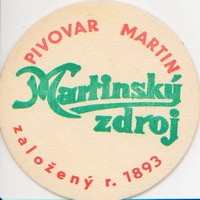 PIVOVAR MARTIN
Martinský
zdroj
založený r. 1893